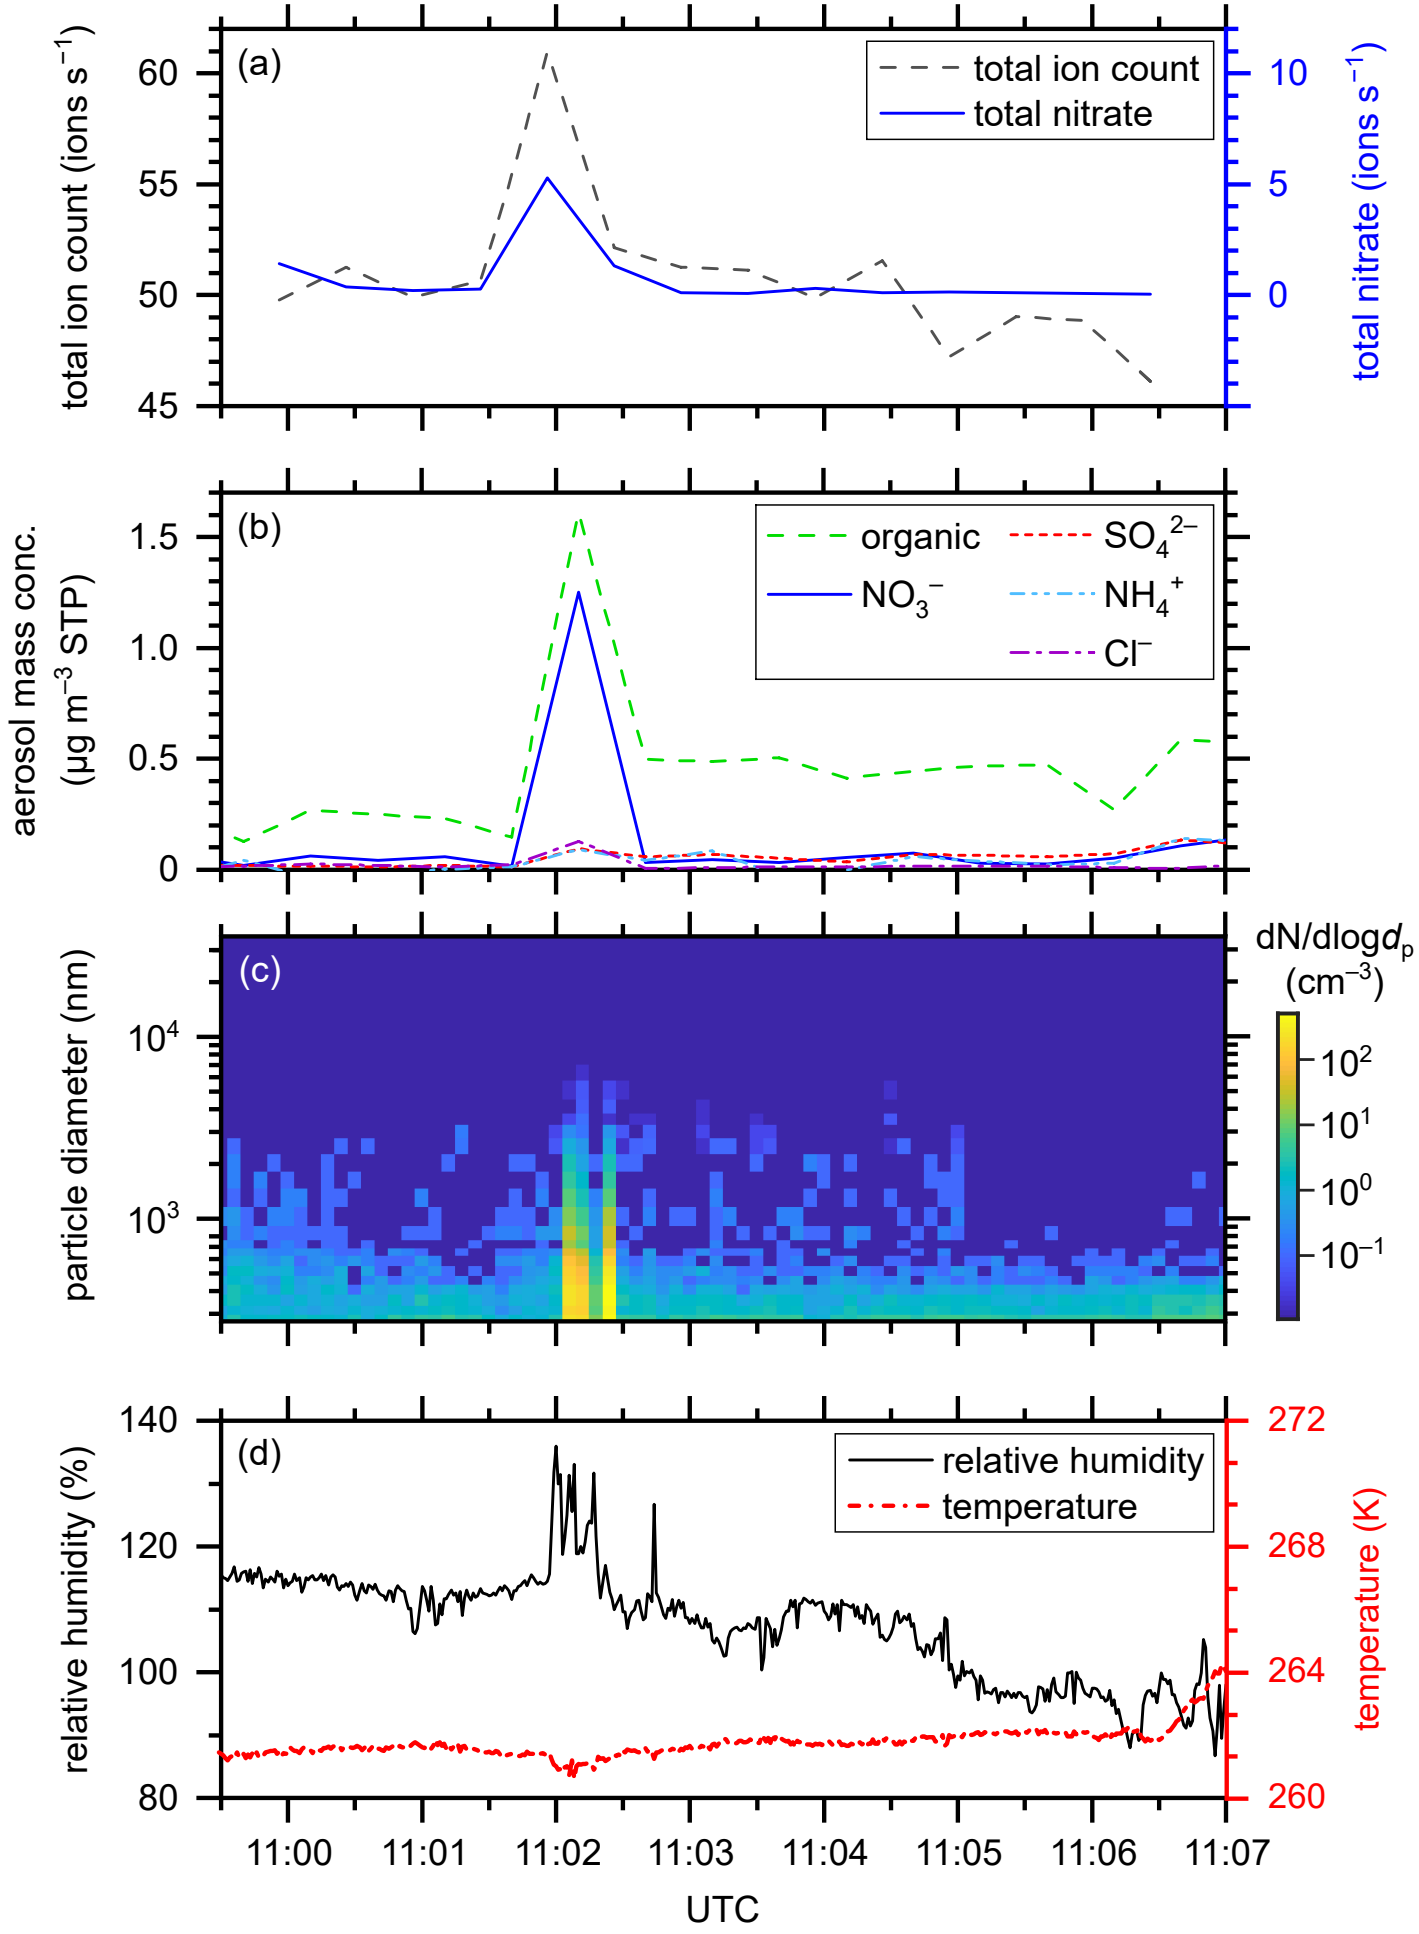 (a)
total ion count (ions s⁻¹)
60
55
50
45
total ion count
total nitrate
10
5
0
total nitrate (ions s⁻¹)
(b)
aerosol mass conc.
(µg m⁻³ STP)
1.5
1.0
0.5
0
organic
NO₃⁻
SO₄²⁻
NH₄⁺
Cl⁻
(c)
particle diameter (nm)
10⁴
10³
dN/dlogdₚ
(cm⁻³)
10²
10¹
10⁰
10⁻¹
(d)
relative humidity (%)
140
120
100
80
relative humidity
temperature
272
268
264
260
temperature (K)
11:00 11:01 11:02 11:03 11:04 11:05 11:06 11:07
UTC